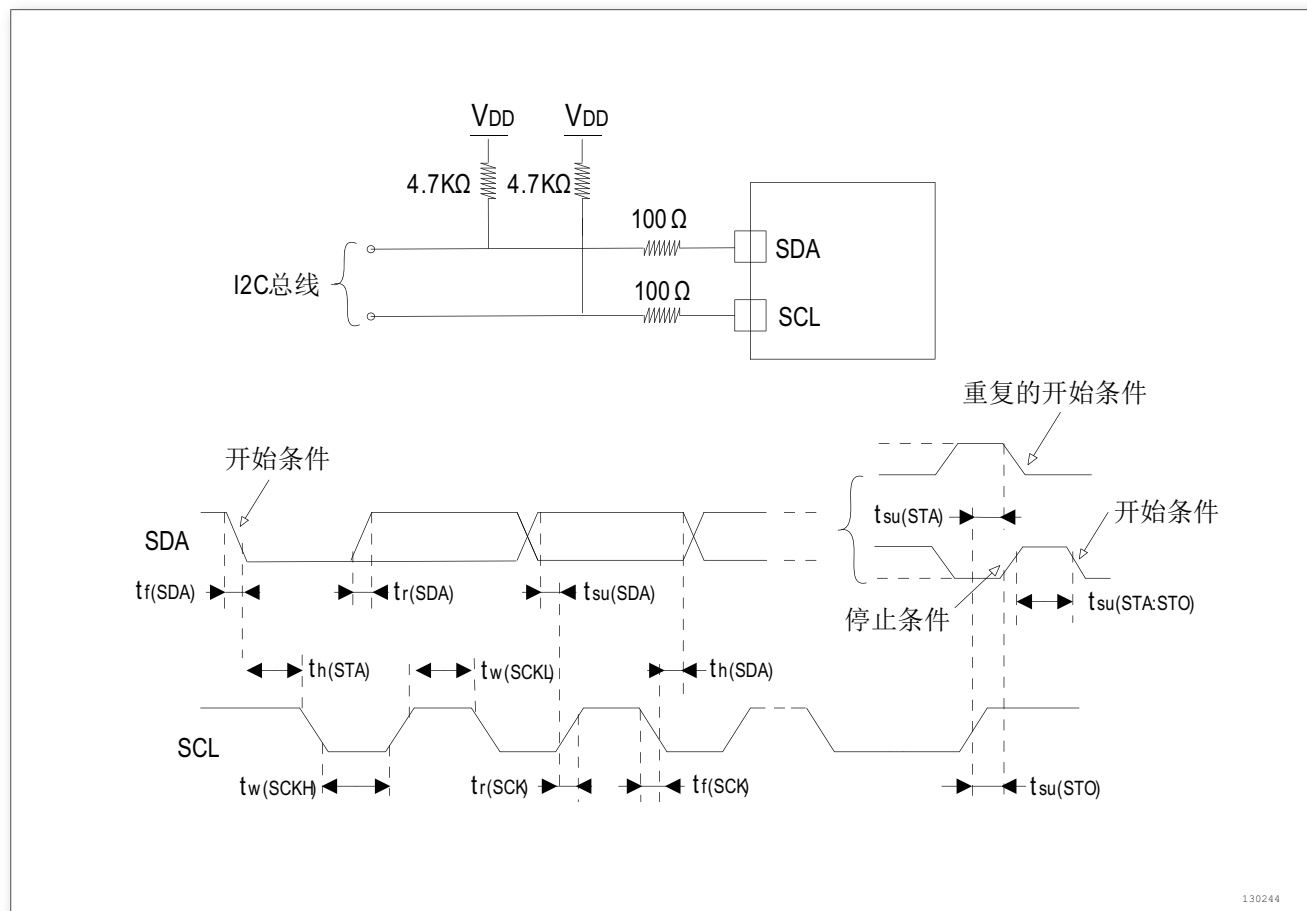 VDD VDD
4.7KΩ 4.7KΩ
100 Ω
SDA
I2C总线
100 Ω
SCL
重复的开始条件
开始条件
tsu(STA)
开始条件
SDA
tf(SDA) tr(SDA) tsu(SDA)
停止条件
tsu(STA:STO)
th(STA) tw(SCKL) th(SDA)
SCL
tw(SCKH) tr(SCK) tf(SCK) tsu(STO)
130244